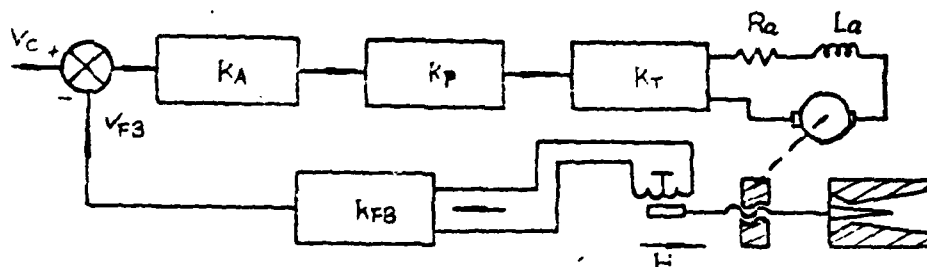 Ra La
Vc + KA KP KT
-
VF3
KFB
H